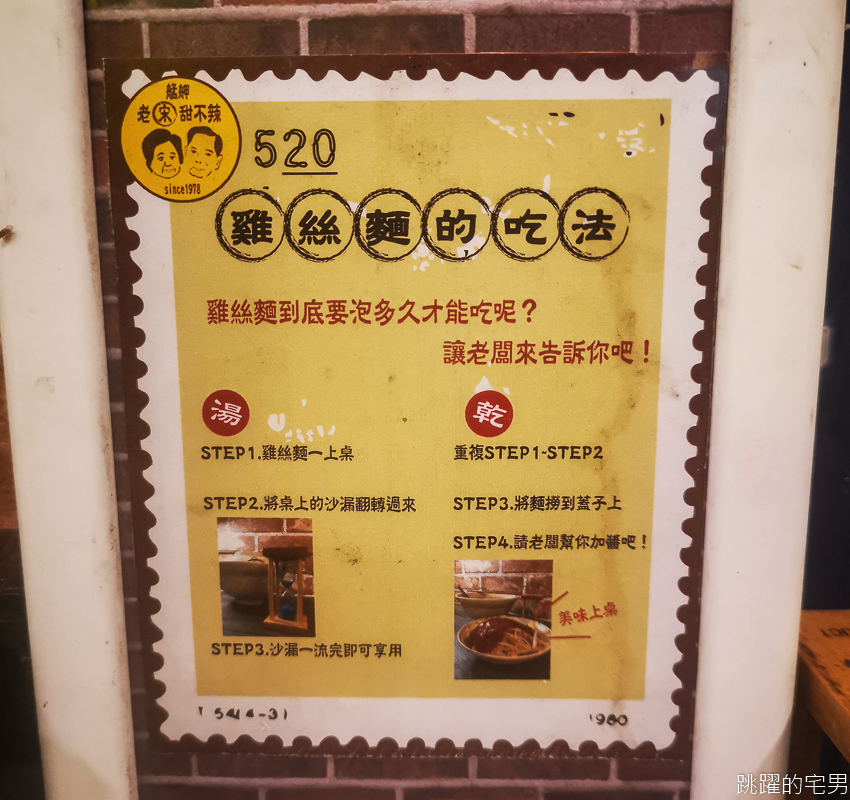 艋舺
老宋甜不辣
since1978
520
雞絲麵的吃法
雞絲麵到底要泡多久才能吃呢？
讓老闆來告訴你吧！
湯
STEP1.雞絲麵一上桌
STEP2.將桌上的沙漏翻轉過來
STEP3.沙漏一流完即可享用
乾
重複STEP1~STEP2
STEP3.將麵撈到蓋子上
STEP4.請老闆幫你加醬吧！
美味上桌
1980
跳躍的宅男